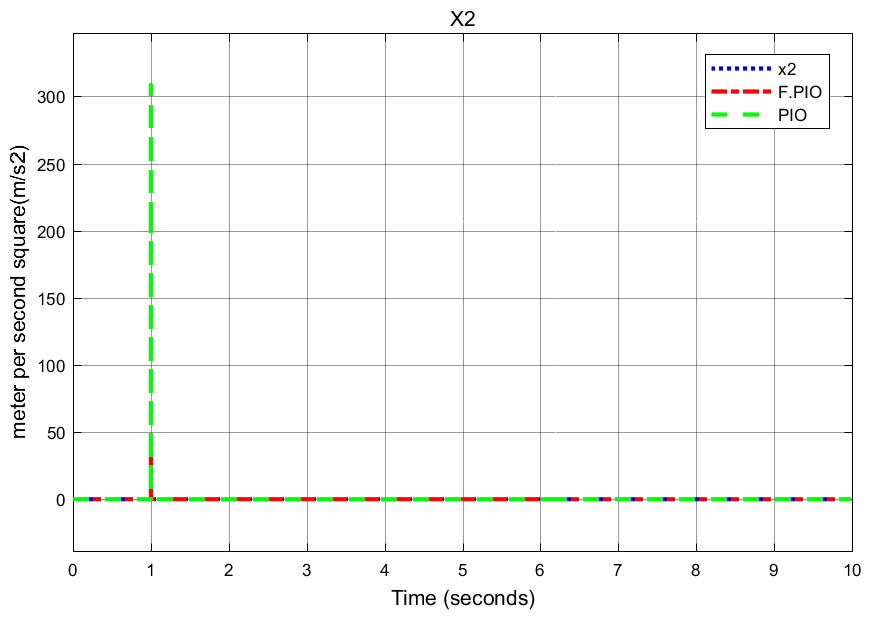 X2
x2
F.PIO
PIO
meter per second square(m/s2)
300
250
200
150
100
50
0
0 1 2 3 4 5 6 7 8 9 10
Time (seconds)